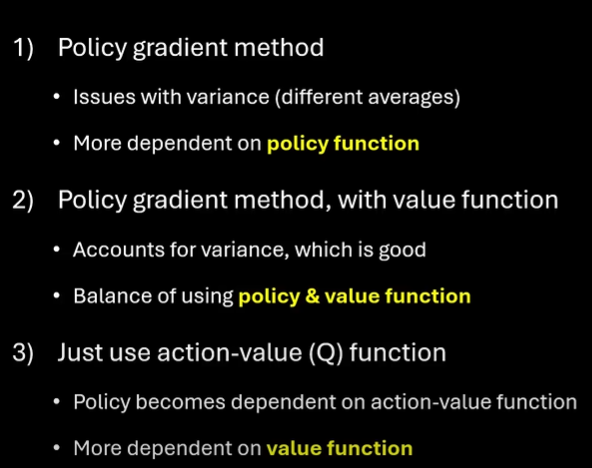 1) Policy gradient method
• Issues with variance (different averages)
• More dependent on policy function
2) Policy gradient method, with value function
• Accounts for variance, which is good
• Balance of using policy & value function
3) Just use action-value (Q) function
• Policy becomes dependent on action-value function
• More dependent on value function